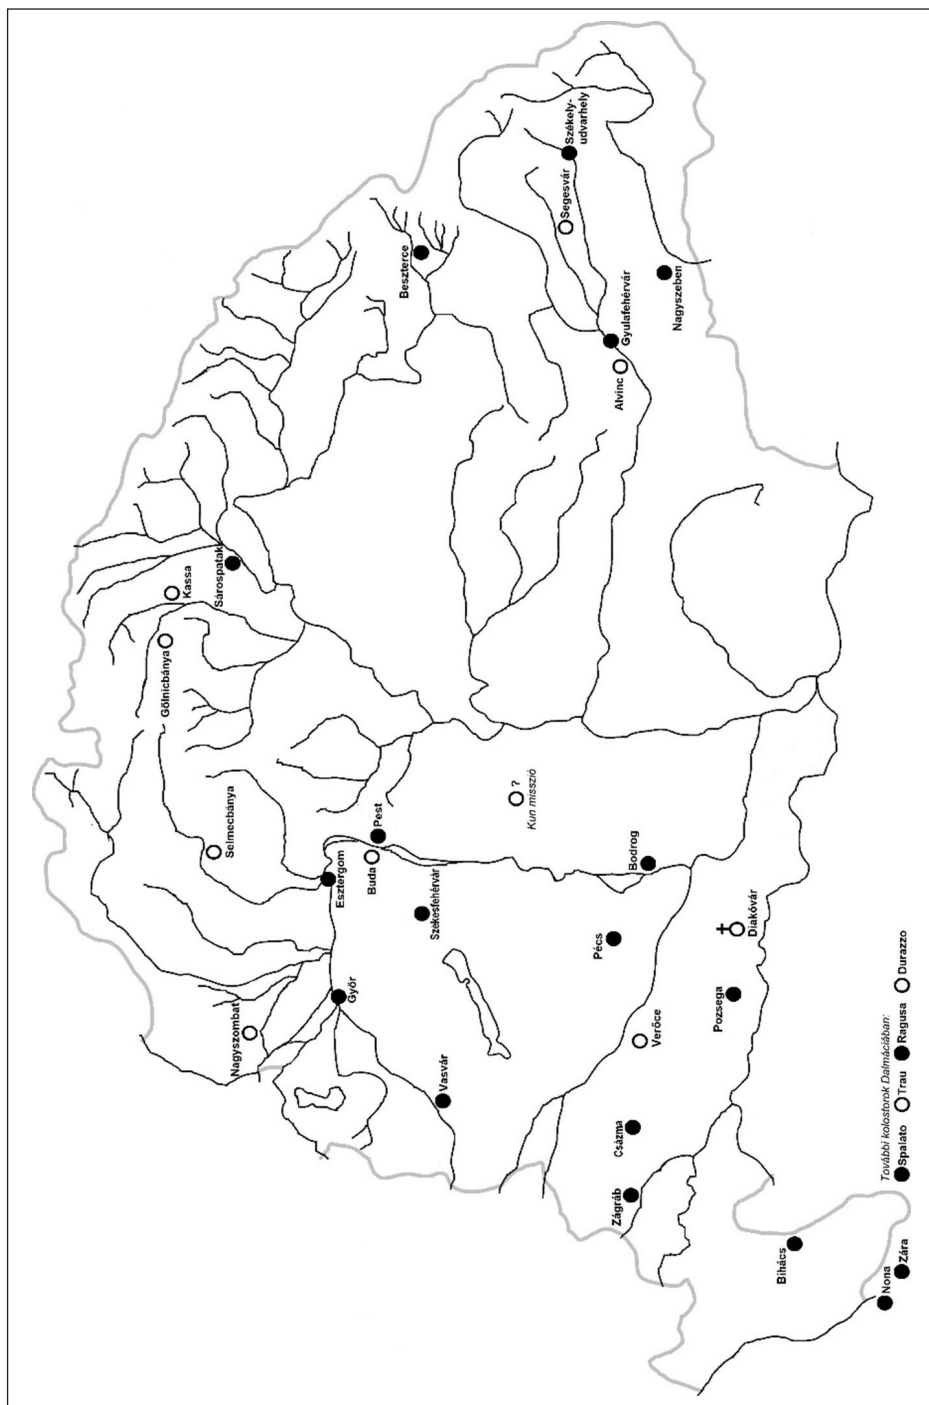 Gölnicbánya
Kassa
Sárospatak
Selmecbánya
Nagyszombat
Esztergom
Győr
Buda
Pest
Beszterce
Székesfehérvár
Vasvár
?
Kun misszió
Segesvár
Székely-
udvarhely
Pécs
Zágráb
Csázma
Alvinc
Gyulafehérvár
Bodrog
Verőce
Nagyszeben
Pozsega
Diakóvár
Bihács
Nona
Zára
További kolostorok Dalmáciában:
Spalato Trau Ragusa Durazzo